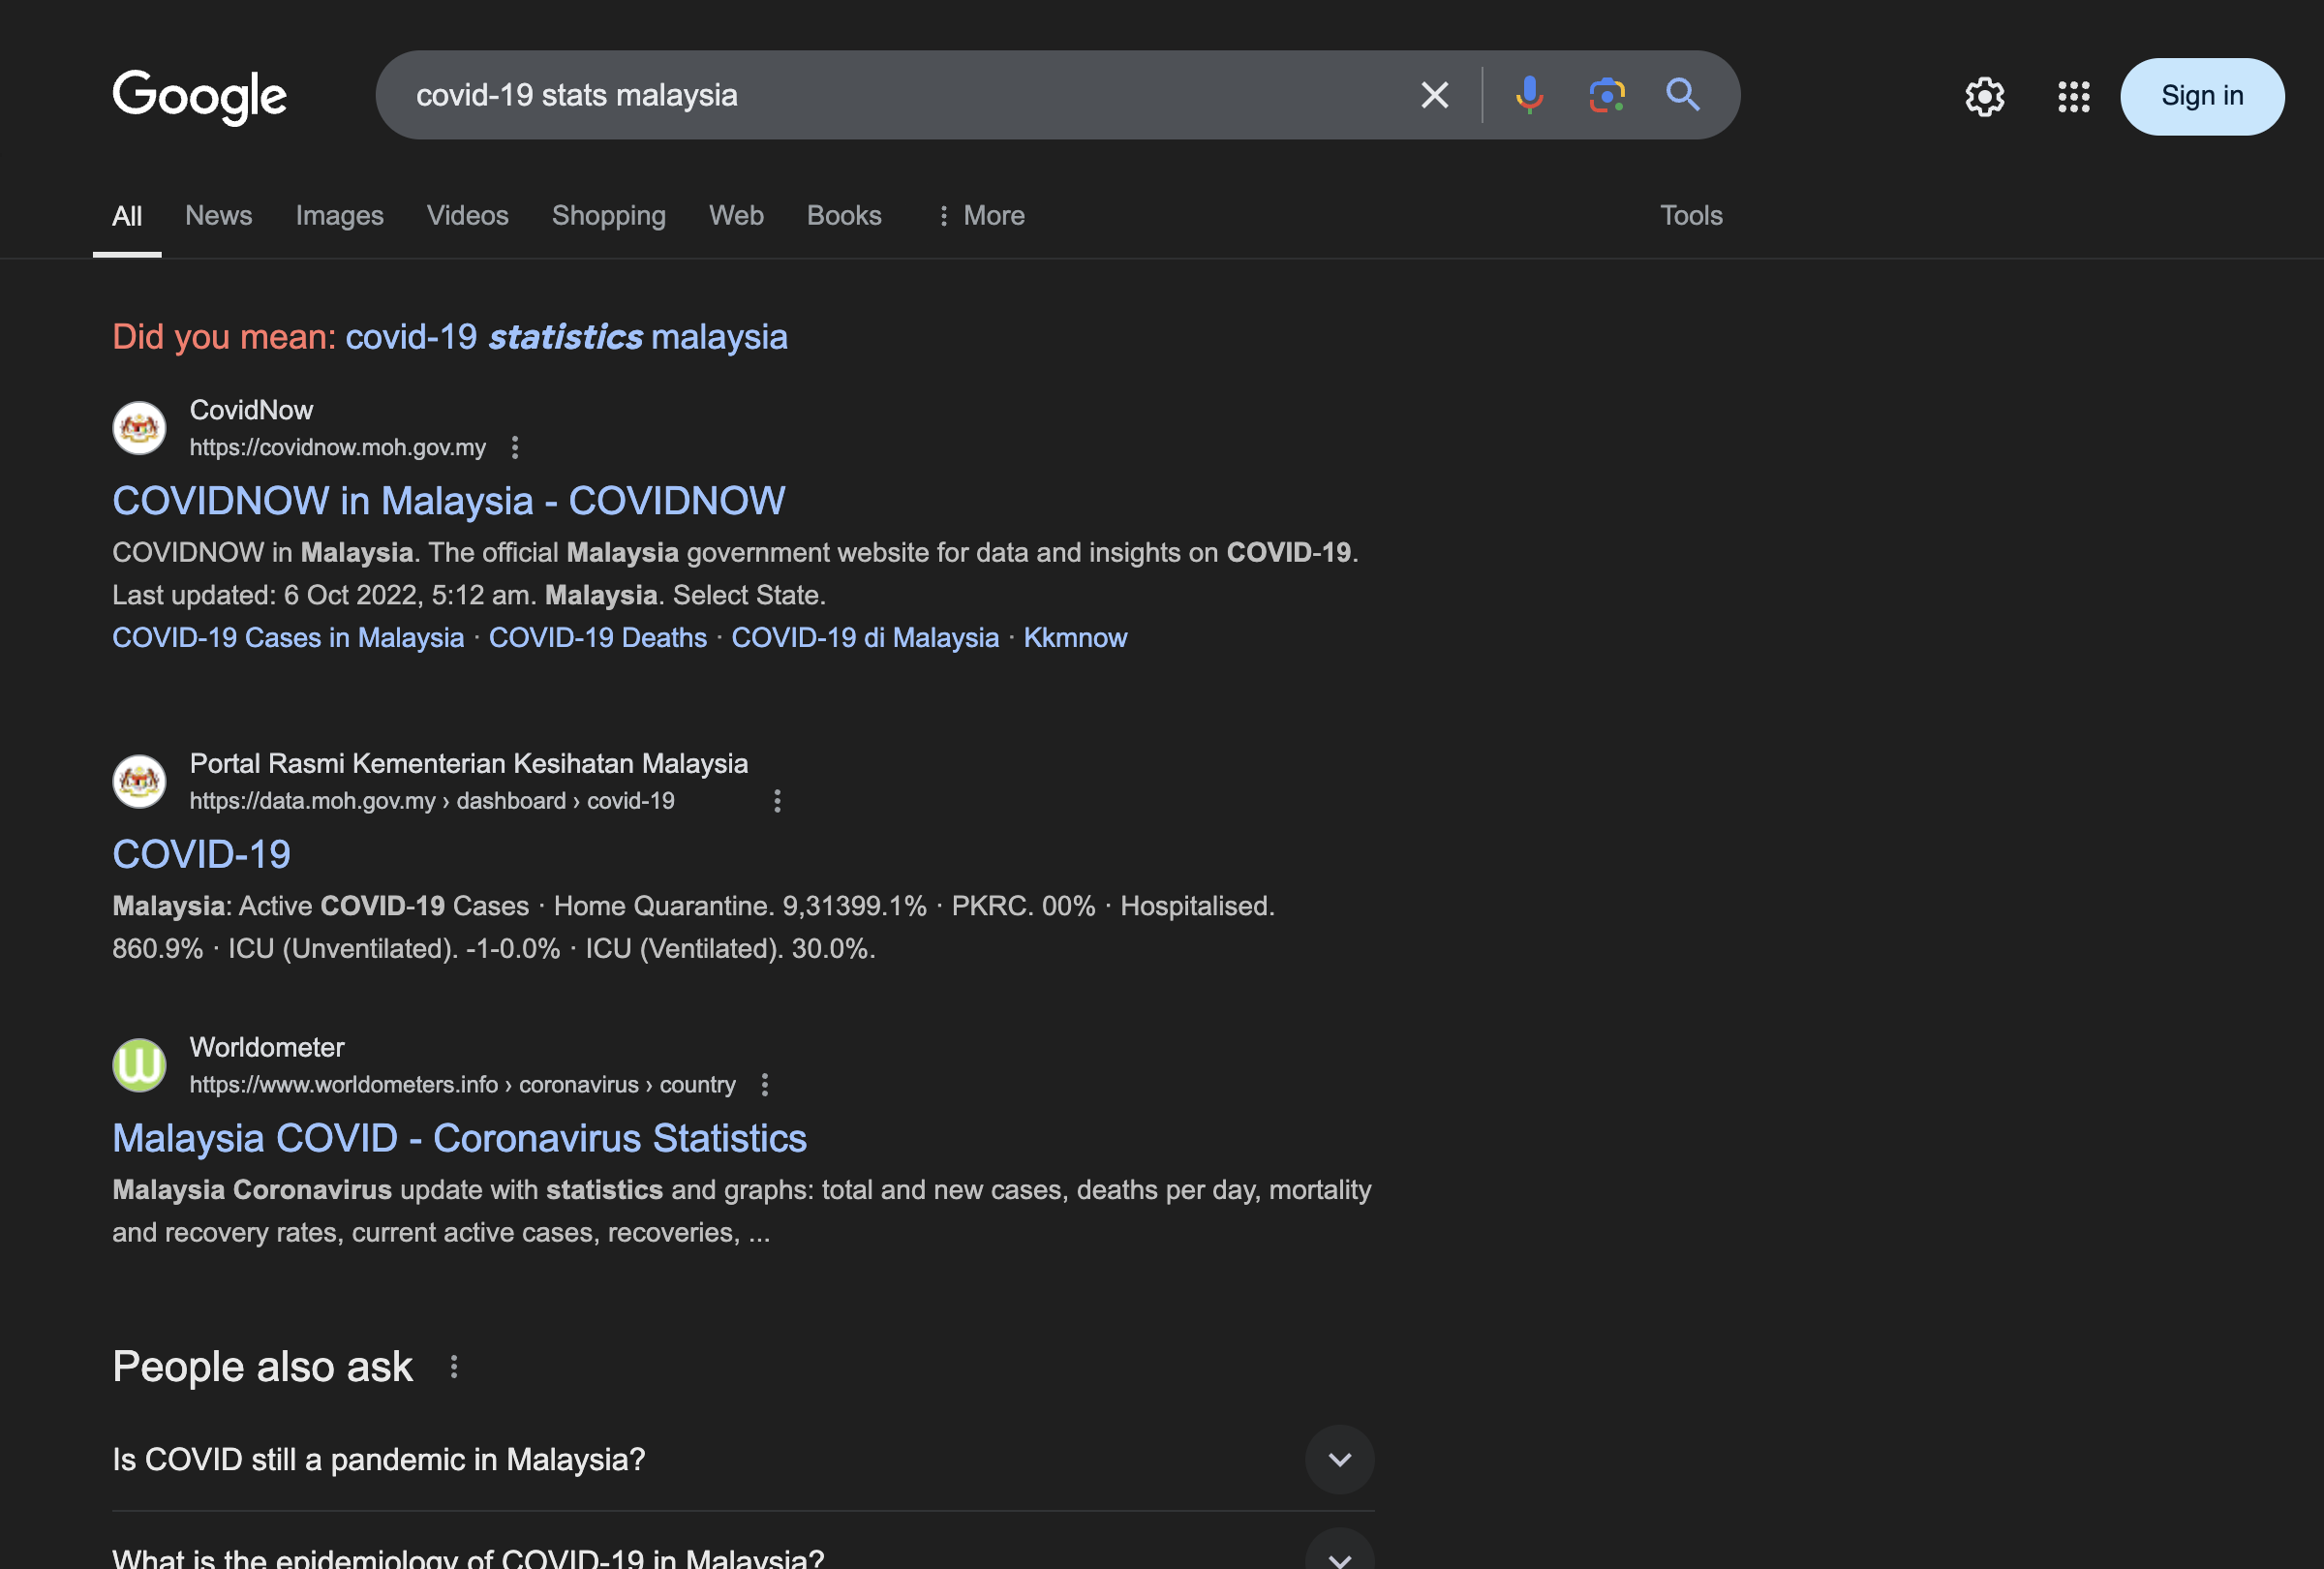 Google
covid-19 stats malaysia
Sign in
All
News
Images
Videos
Shopping
Web
Books
More
Tools
Did you mean: covid-19 statistics malaysia
CovidNow
https://covidnow.moh.gov.my
COVIDNOW in Malaysia - COVIDNOW
COVIDNOW in Malaysia. The official Malaysia government website for data and insights on COVID-19.
Last updated: 6 Oct 2022, 5:12 am. Malaysia. Select State.
COVID-19 Cases in Malaysia · COVID-19 Deaths · COVID-19 di Malaysia · Kkmnow
Portal Rasmi Kementerian Kesihatan Malaysia
https://data.moh.gov.my › dashboard › covid-19
COVID-19
Malaysia: Active COVID-19 Cases · Home Quarantine. 9,31399.1% · PKRC. 00% · Hospitalised.
860.9% · ICU (Unventilated). -1-0.0% · ICU (Ventilated). 30.0%.
W
Worldometer
https://www.worldometers.info › coronavirus › country
Malaysia COVID - Coronavirus Statistics
Malaysia Coronavirus update with statistics and graphs: total and new cases, deaths per day, mortality
and recovery rates, current active cases, recoveries, ...
People also ask
Is COVID still a pandemic in Malaysia?
What is the epidemiology of COVID-19 in Malaysia?